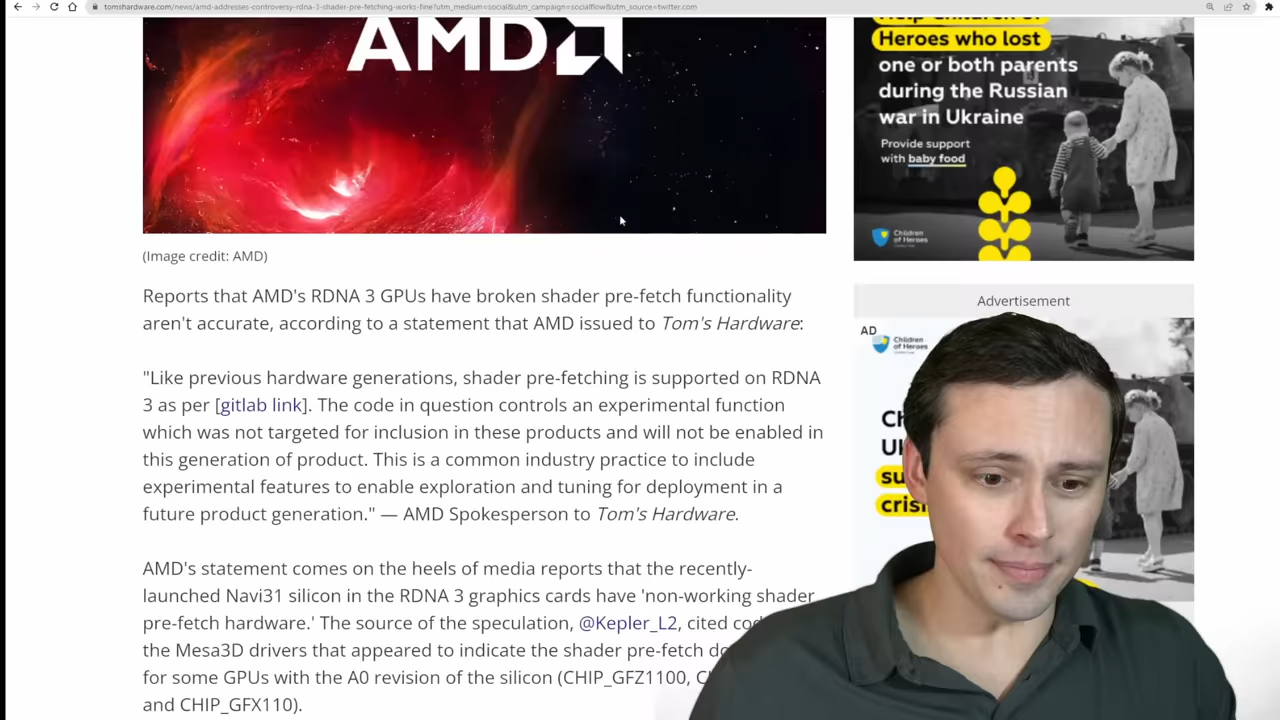 tomshardware.com/news/amd-addresses-controversy-rdna-3-shader-pre-fetching-works-fine?utm_medium=social&utm_campaign=socialflow&utm_source=twitter.com
AMD
(Image credit: AMD)
Reports that AMD's RDNA 3 GPUs have broken shader pre-fetch functionality
aren't accurate, according to a statement that AMD issued to Tom's Hardware:
"Like previous hardware generations, shader pre-fetching is supported on RDNA
3 as per [gitlab link]. The code in question controls an experimental function
which was not targeted for inclusion in these products and will not be enabled in
this generation of product. This is a common industry practice to include
experimental features to enable exploration and tuning for deployment in a
future product generation." — AMD Spokesperson to Tom's Hardware.
AMD's statement comes on the heels of media reports that the recently-
launched Navi31 silicon in the RDNA 3 graphics cards have 'non-working shader
pre-fetch hardware.' The source of the speculation, @Kepler_L2, cited
the Mesa3D drivers that appeared to indicate the shader pre-fetch
for some GPUs with the A0 revision of the silicon (CHIP_GFZ1100,
and CHIP_GFX110).
Help Children of
Heroes who lost
one or both parents
during the Russian
war in Ukraine
Provide support
with baby food
Children
of Heroes
Advertisement
AD
Children
of Heroes